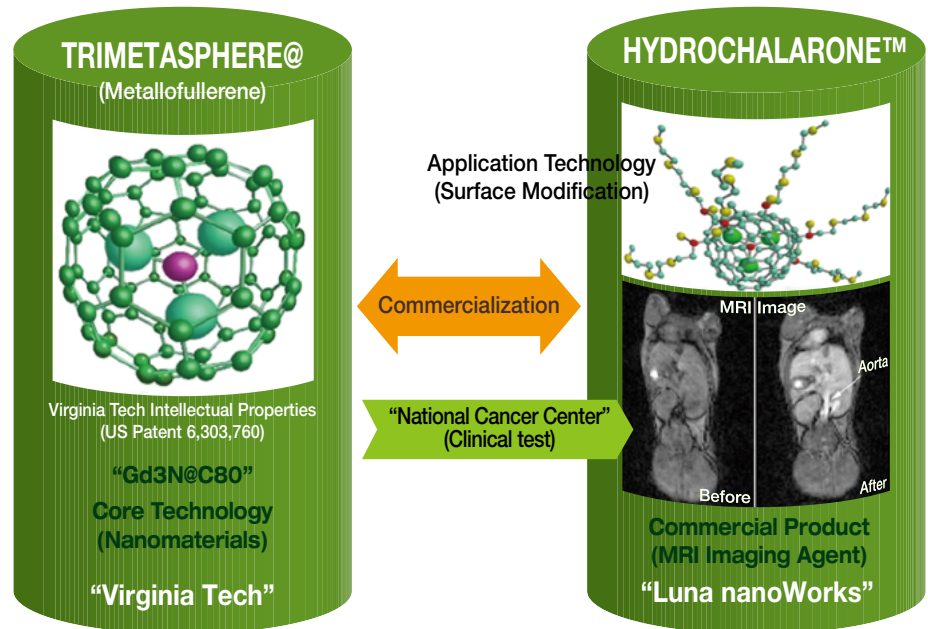 TRIMETASPHERE@
(Metallofullerene)
Virginia Tech Intellectual Properties
(US Patent 6,303,760)
“Gd3N@C80”
Core Technology
(Nanomaterials)
“Virginia Tech”
Application Technology
(Surface Modification)
Commercialization
“National Cancer Center”
(Clinical test)
HYDROCHALARONE™
MRI Image
Aorta
Before
After
Commercial Product
(MRI Imaging Agent)
“Luna nanoWorks”